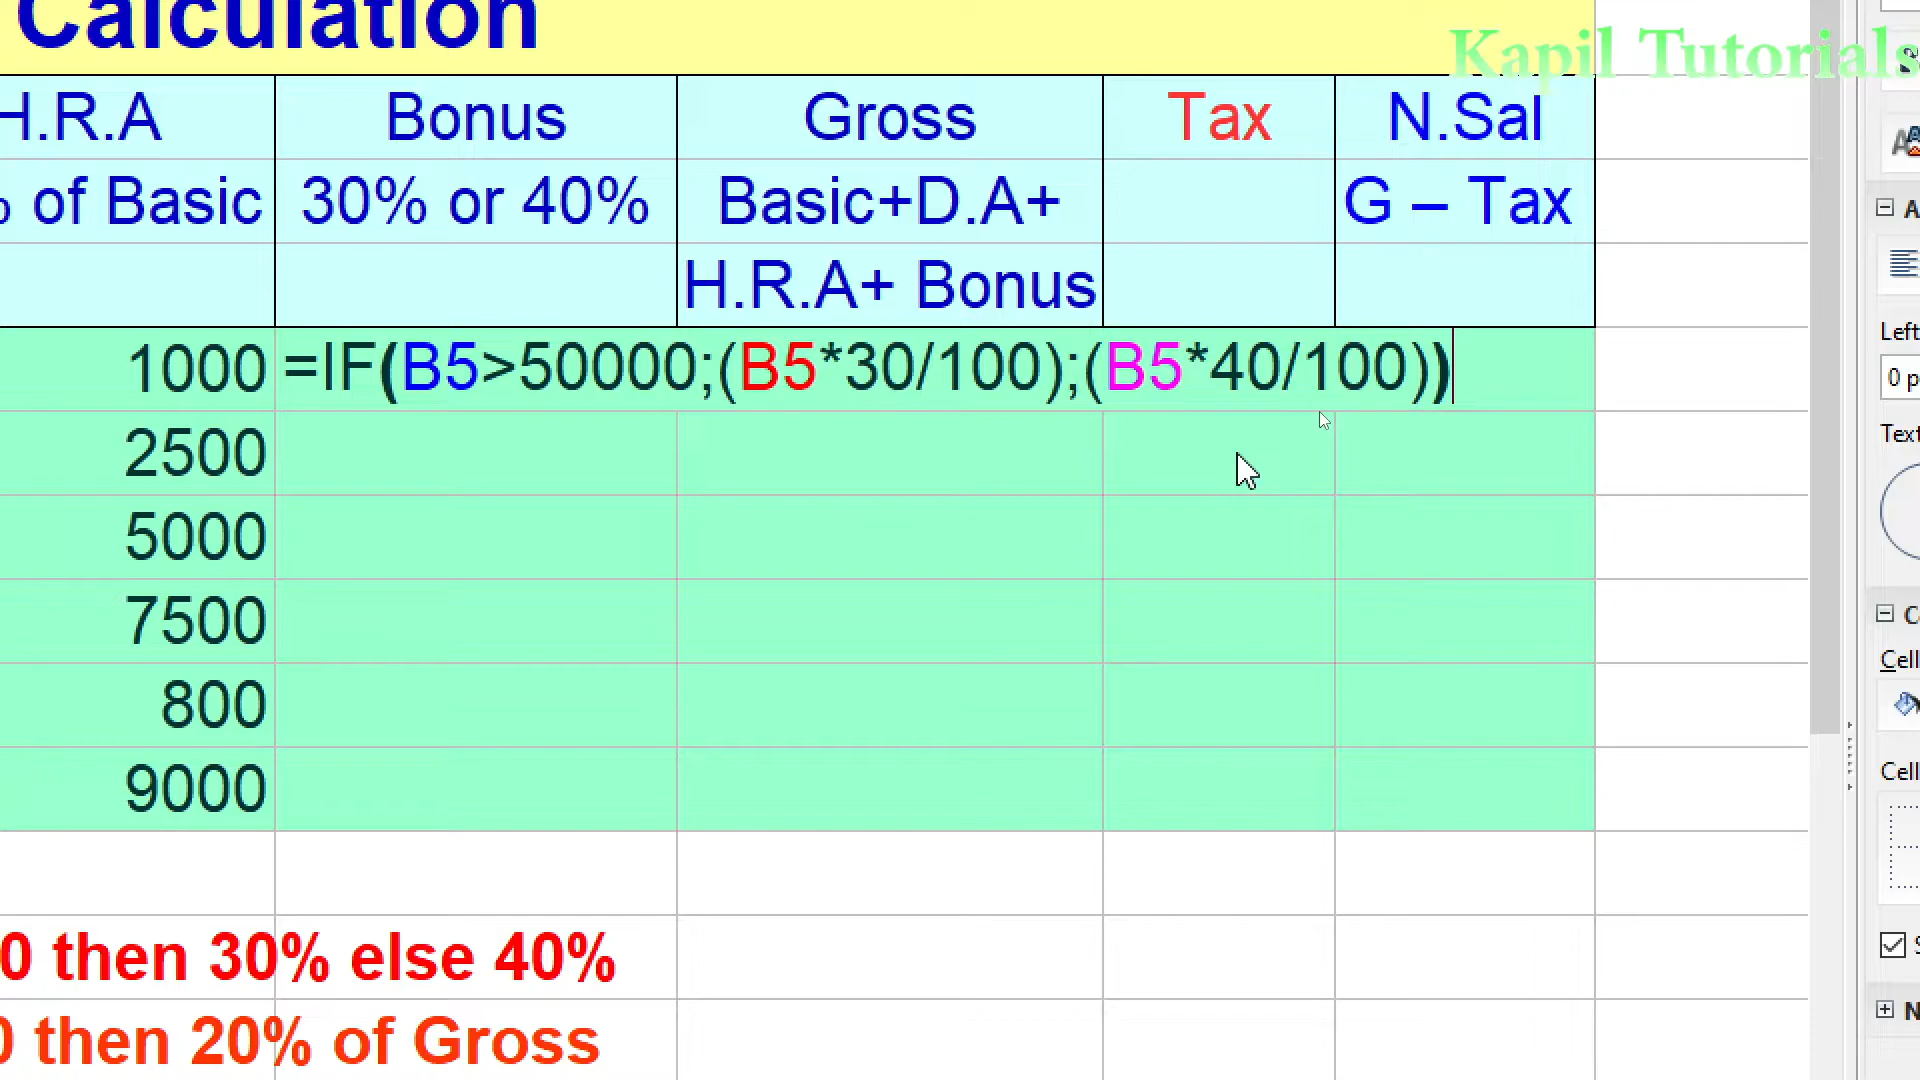 Calculation
Kapil Tutorials
H.R.A Bonus Gross Tax N.Sal
% of Basic 30% or 40% Basic+D.A+ G – Tax
H.R.A+ Bonus
1000 =IF(B5>50000;(B5*30/100);(B5*40/100))
2500
5000
7500
800
9000
0 then 30% else 40%
0 then 20% of Gross
A
Left
0 p
Text
C
Cell
Cell
S
N